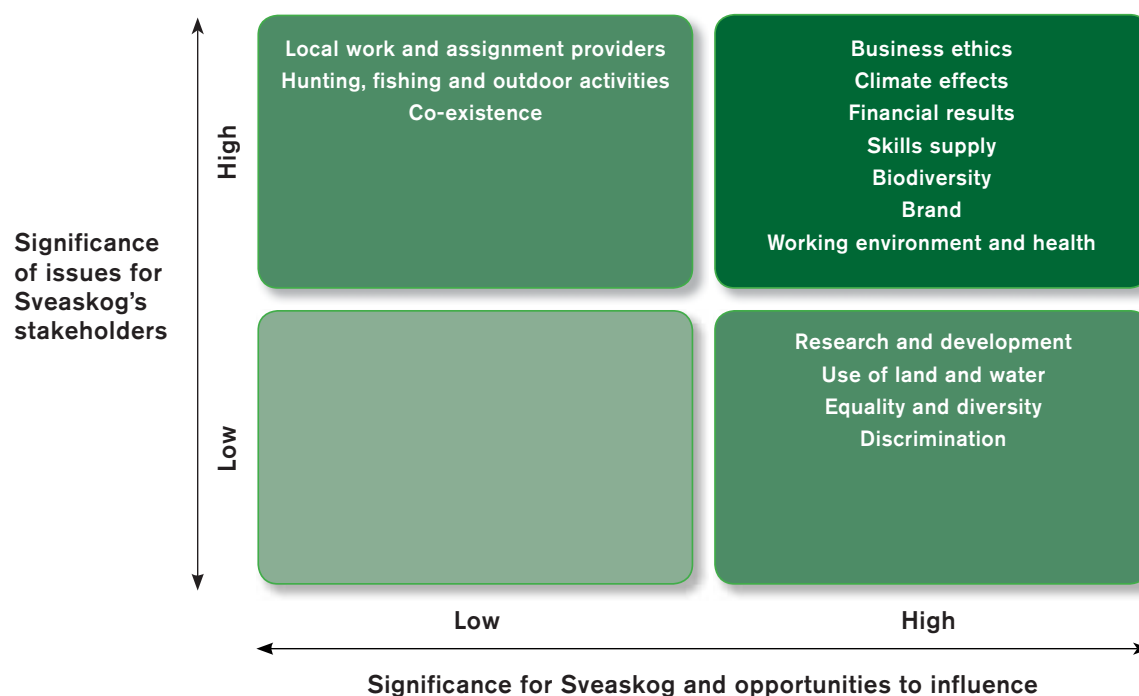 Significance
of issues for
Sveaskog's
stakeholders
High
Low
Local work and assignment providers
Hunting, fishing and outdoor activities
Co-existence
Business ethics
Climate effects
Financial results
Skills supply
Biodiversity
Brand
Working environment and health
Research and development
Use of land and water
Equality and diversity
Discrimination
Low
High
Significance for Sveaskog and opportunities to influence